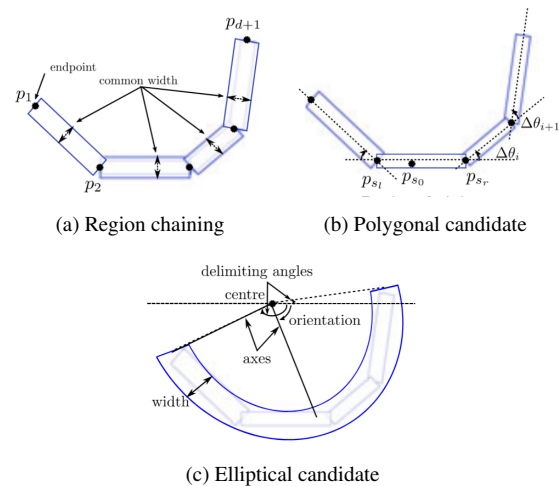 p_{d+1}
endpoint
p_1
common width
p_2
(a) Region chaining
Δθ_{i+1}
Δθ_i
p_{s_l}
p_{s_0}
p_{s_r}
(b) Polygonal candidate
delimiting angles
centre
orientation
axes
width
(c) Elliptical candidate